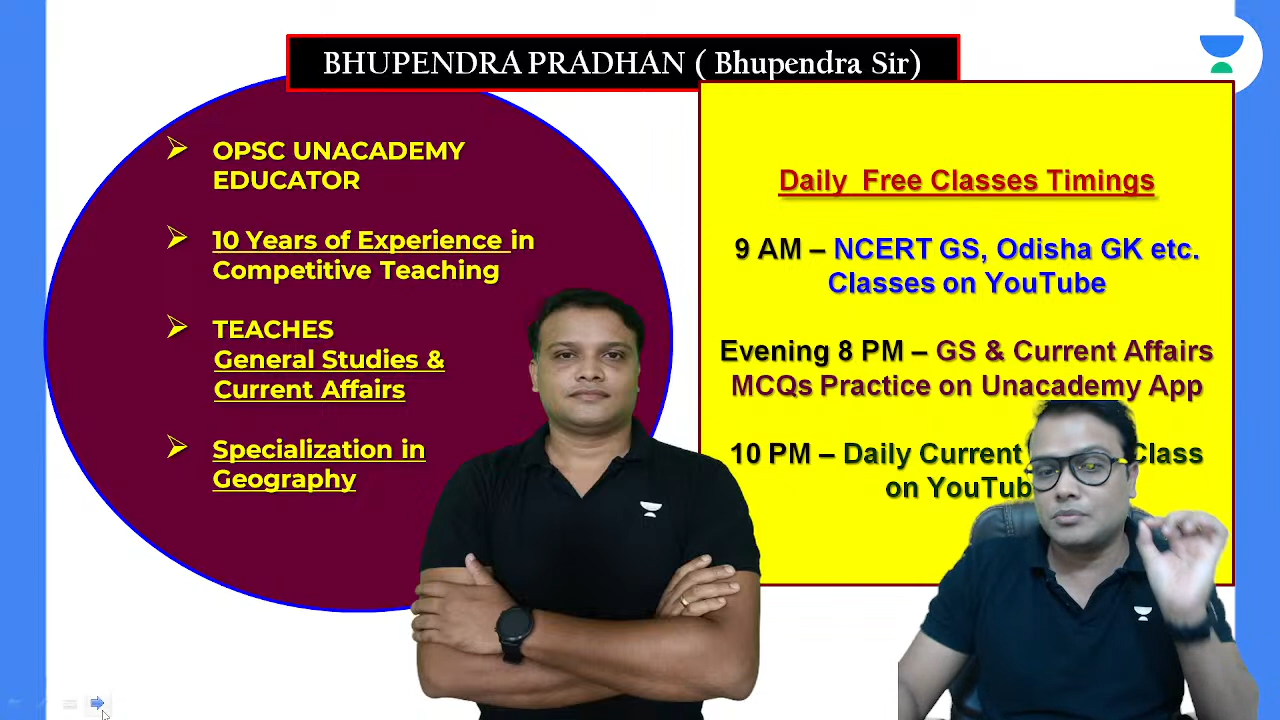 BHUPENDRA PRADHAN ( Bhupendra Sir)
OPSC UNACADEMY
EDUCATOR
10 Years of Experience in
Competitive Teaching
TEACHES
General Studies &
Current Affairs
Specialization in
Geography
Daily Free Classes Timings
9 AM – NCERT GS, Odisha GK etc.
Classes on YouTube
Evening 8 PM – GS & Current Affairs
MCQs Practice on Unacademy App
10 PM – Daily Current Class
on